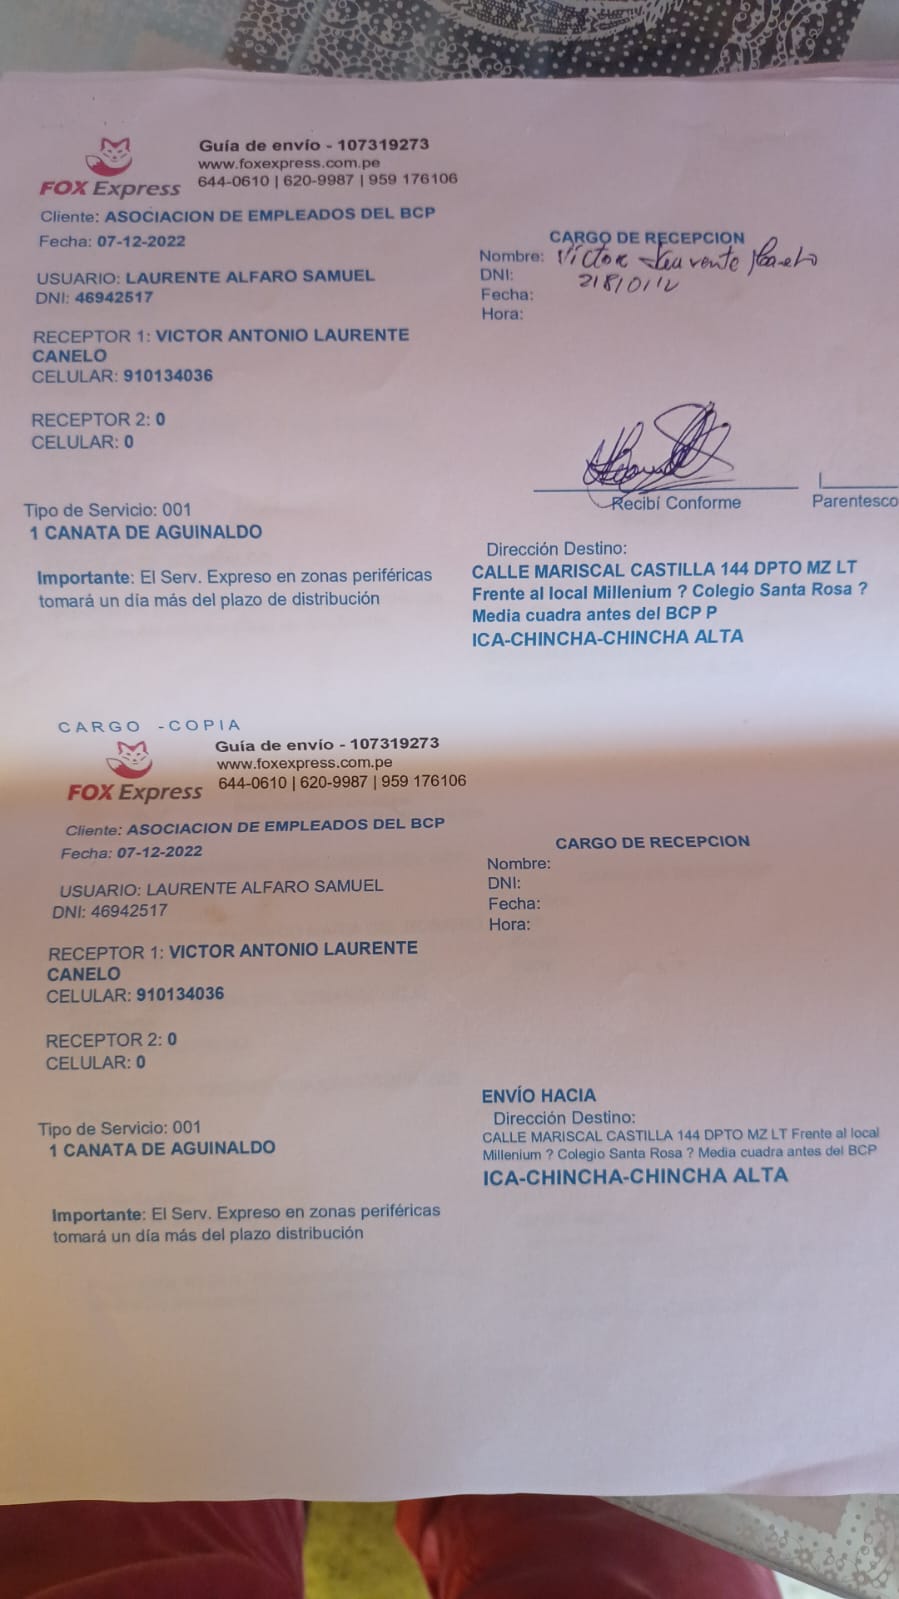 FOX Express
Guía de envío - 107319273
www.foxexpress.com.pe
644-0610 | 620-9987 | 959 176106
Cliente: ASOCIACION DE EMPLEADOS DEL BCP
Fecha: 07-12-2022
USUARIO: LAURENTE ALFARO SAMUEL
DNI: 46942517
RECEPTOR 1: VICTOR ANTONIO LAURENTE
CANELO
CELULAR: 910134036
RECEPTOR 2: 0
CELULAR: 0
Tipo de Servicio: 001
1 CANATA DE AGUINALDO
Importante: El Serv. Expreso en zonas periféricas
tomará un día más del plazo de distribución
CARGO DE RECEPCION
Nombre: Víctor Laurente
DNI:
Fecha:
Hora:
Recibí Conforme
Parentesco
Dirección Destino:
CALLE MARISCAL CASTILLA 144 DPTO MZ LT
Frente al local Millenium ? Colegio Santa Rosa ?
Media cuadra antes del BCP P
ICA-CHINCHA-CHINCHA ALTA
CARGO -COPIA
FOX Express
Guía de envío - 107319273
www.foxexpress.com.pe
644-0610 | 620-9987 | 959 176106
Cliente: ASOCIACION DE EMPLEADOS DEL BCP
Fecha: 07-12-2022
USUARIO: LAURENTE ALFARO SAMUEL
DNI: 46942517
RECEPTOR 1: VICTOR ANTONIO LAURENTE
CANELO
CELULAR: 910134036
RECEPTOR 2: 0
CELULAR: 0
Tipo de Servicio: 001
1 CANATA DE AGUINALDO
Importante: El Serv. Expreso en zonas periféricas
tomará un día más del plazo distribución
CARGO DE RECEPCION
Nombre:
DNI:
Fecha:
Hora:
ENVÍO HACIA
Dirección Destino:
CALLE MARISCAL CASTILLA 144 DPTO MZ LT Frente al local
Millenium ? Colegio Santa Rosa ? Media cuadra antes del BCP
ICA-CHINCHA-CHINCHA ALTA